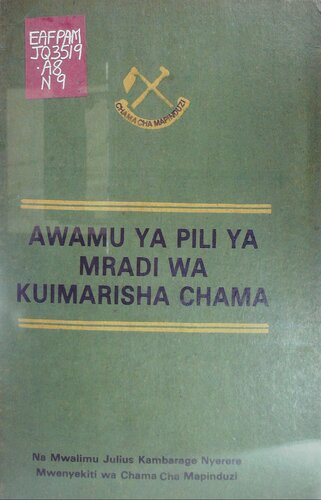 EAFPAM
JQ3519
.A8
N9
CHAMA CHA MAPINDUZI
AWAMU YA PILI YA
MRADI WA
KUIMARISHA CHAMA
Na Mwalimu Julius Kambarage Nyerere
Mwenyekiti wa Chama Cha Mapinduzi